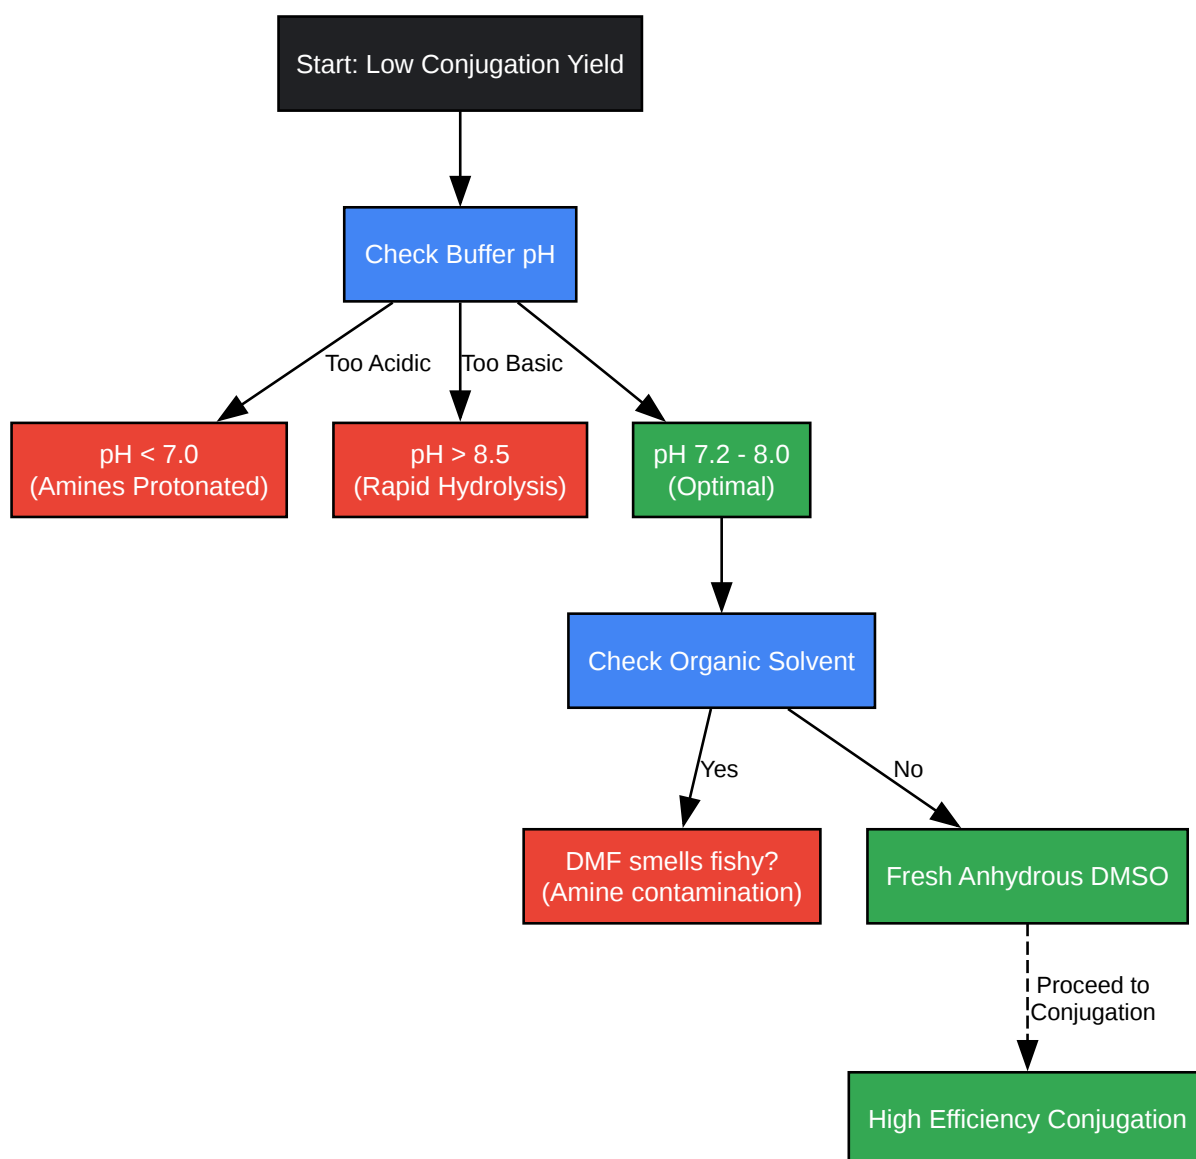 Start: Low Conjugation Yield
Check Buffer pH
Too Acidic
Too Basic
pH < 7.0
(Amines Protonated)
pH > 8.5
(Rapid Hydrolysis)
pH 7.2 - 8.0
(Optimal)
Check Organic Solvent
Yes
No
DMF smells fishy?
(Amine contamination)
Fresh Anhydrous DMSO
Proceed to
Conjugation
High Efficiency Conjugation